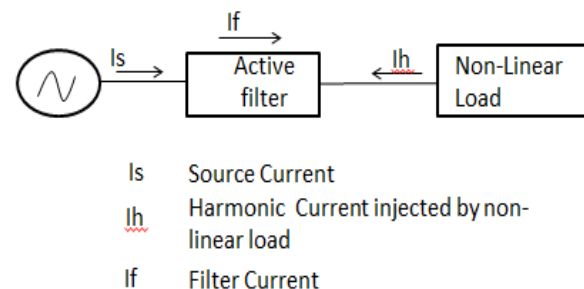 If
Is
Active
filter
Ih
Non-Linear
Load
Is Source Current
Ih Harmonic Current injected by non-
linear load
If Filter Current